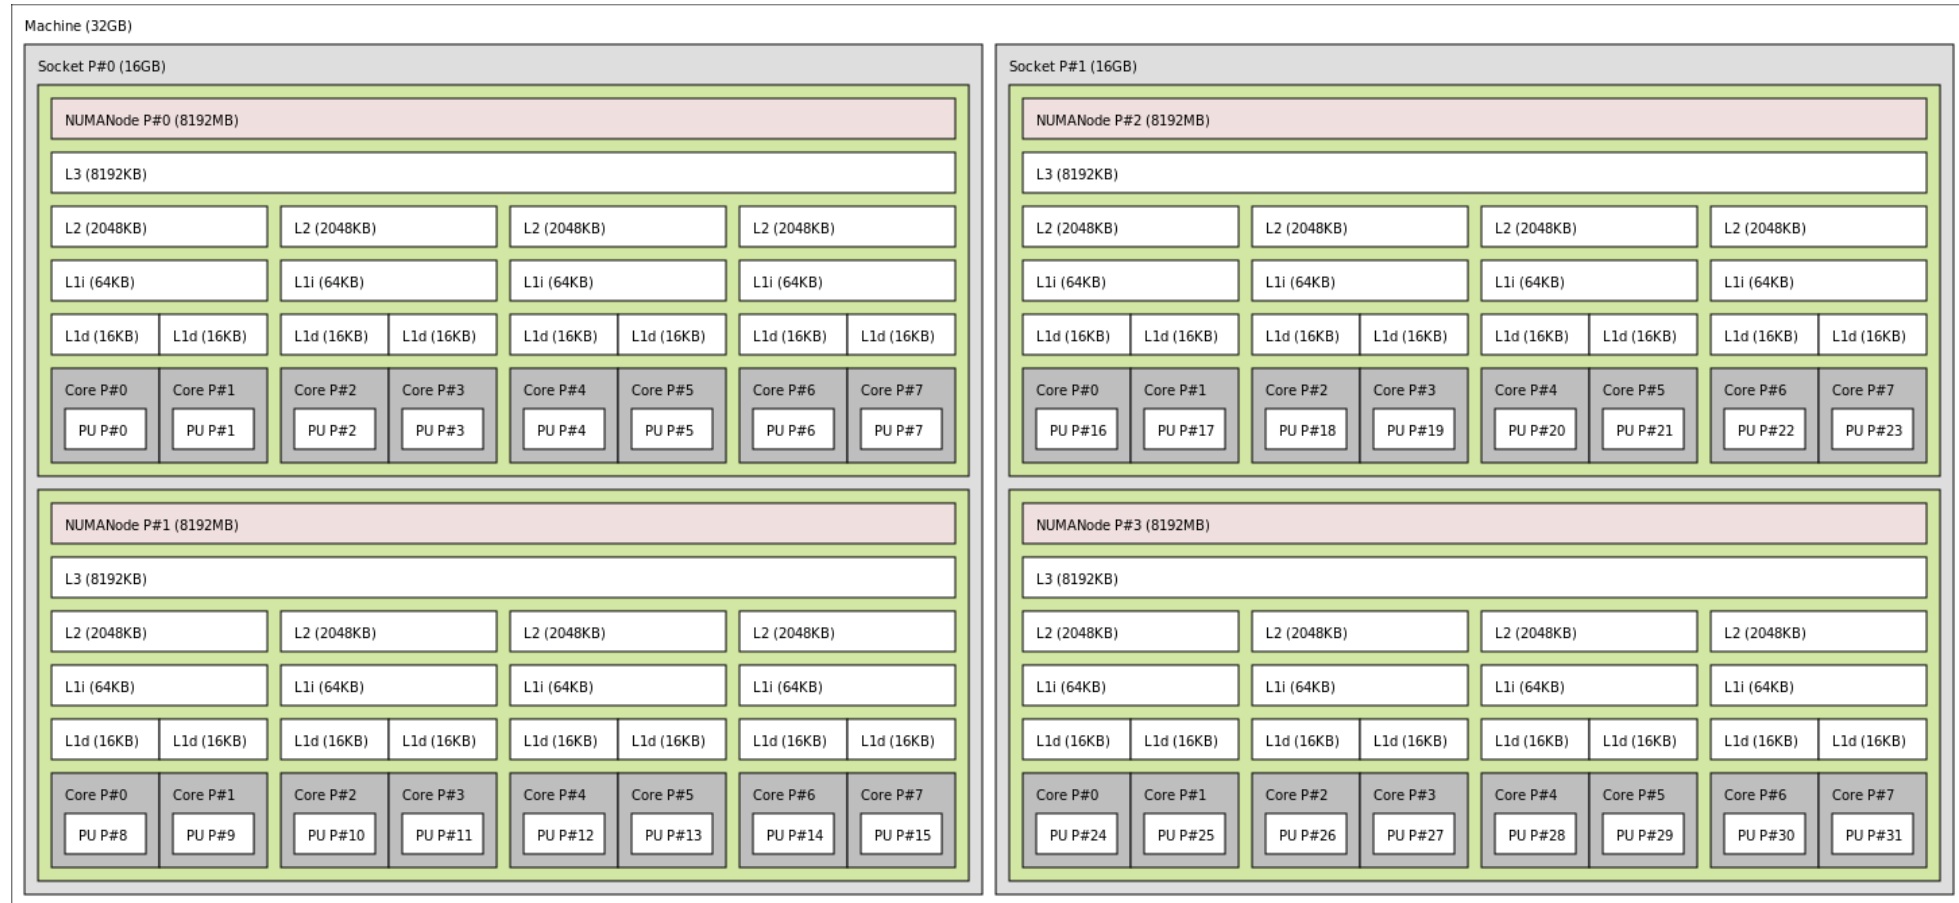 Machine (32GB)
Socket P#0 (16GB)
NUMANode P#0 (8192MB)
L3 (8192KB)
L2 (2048KB) L2 (2048KB) L2 (2048KB) L2 (2048KB)
L1i (64KB) L1i (64KB) L1i (64KB) L1i (64KB)
L1d (16KB) L1d (16KB) L1d (16KB) L1d (16KB) L1d (16KB) L1d (16KB) L1d (16KB) L1d (16KB)
Core P#0 Core P#1 Core P#2 Core P#3 Core P#4 Core P#5 Core P#6 Core P#7
PU P#0 PU P#1 PU P#2 PU P#3 PU P#4 PU P#5 PU P#6 PU P#7
NUMANode P#1 (8192MB)
L3 (8192KB)
L2 (2048KB) L2 (2048KB) L2 (2048KB) L2 (2048KB)
L1i (64KB) L1i (64KB) L1i (64KB) L1i (64KB)
L1d (16KB) L1d (16KB) L1d (16KB) L1d (16KB) L1d (16KB) L1d (16KB) L1d (16KB) L1d (16KB)
Core P#0 Core P#1 Core P#2 Core P#3 Core P#4 Core P#5 Core P#6 Core P#7
PU P#8 PU P#9 PU P#10 PU P#11 PU P#12 PU P#13 PU P#14 PU P#15
Socket P#1 (16GB)
NUMANode P#2 (8192MB)
L3 (8192KB)
L2 (2048KB) L2 (2048KB) L2 (2048KB) L2 (2048KB)
L1i (64KB) L1i (64KB) L1i (64KB) L1i (64KB)
L1d (16KB) L1d (16KB) L1d (16KB) L1d (16KB) L1d (16KB) L1d (16KB) L1d (16KB) L1d (16KB)
Core P#0 Core P#1 Core P#2 Core P#3 Core P#4 Core P#5 Core P#6 Core P#7
PU P#16 PU P#17 PU P#18 PU P#19 PU P#20 PU P#21 PU P#22 PU P#23
NUMANode P#3 (8192MB)
L3 (8192KB)
L2 (2048KB) L2 (2048KB) L2 (2048KB) L2 (2048KB)
L1i (64KB) L1i (64KB) L1i (64KB) L1i (64KB)
L1d (16KB) L1d (16KB) L1d (16KB) L1d (16KB) L1d (16KB) L1d (16KB) L1d (16KB) L1d (16KB)
Core P#0 Core P#1 Core P#2 Core P#3 Core P#4 Core P#5 Core P#6 Core P#7
PU P#24 PU P#25 PU P#26 PU P#27 PU P#28 PU P#29 PU P#30 PU P#31